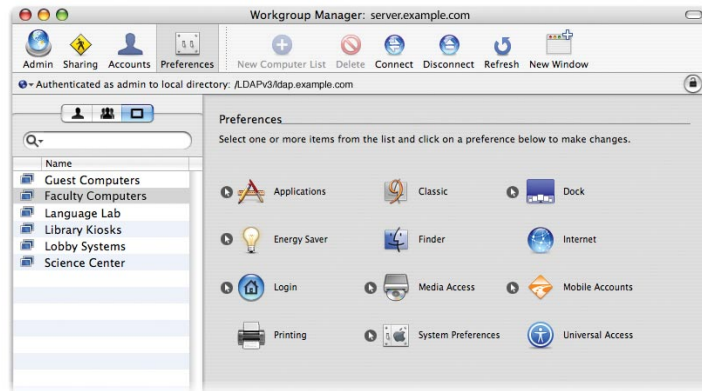 Workgroup Manager: server.example.com
Admin Sharing Accounts Preferences New Computer List Delete Connect Disconnect Refresh New Window
Authenticated as admin to local directory: /LDAPv3/ldap.example.com
Preferences
Select one or more items from the list and click on a preference below to make changes.
Name
Guest Computers
Faculty Computers
Language Lab
Library Kiosks
Lobby Systems
Science Center
Applications Classic Dock
Energy Saver Finder Internet
Login Media Access Mobile Accounts
Printing System Preferences Universal Access